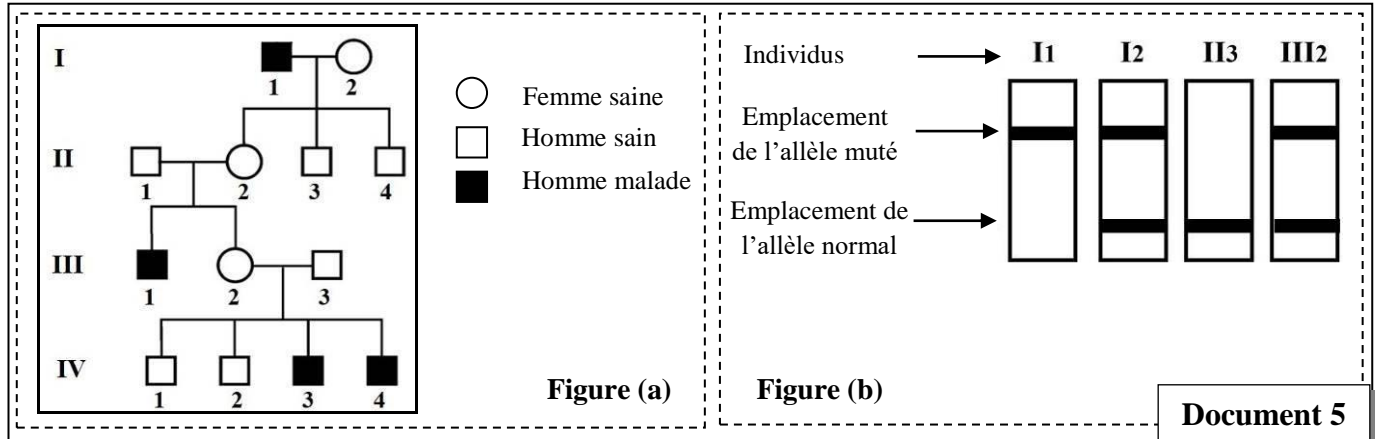 I
1
2
II
1
2
3
4
III
1
2
3
IV
1
2
3
4
Femme saine
Homme sain
Homme malade
Figure (a)
Individus
I1
I2
II3
III2
Emplacement
de l’allèle muté
Emplacement de
l’allèle normal
Figure (b)
Document 5